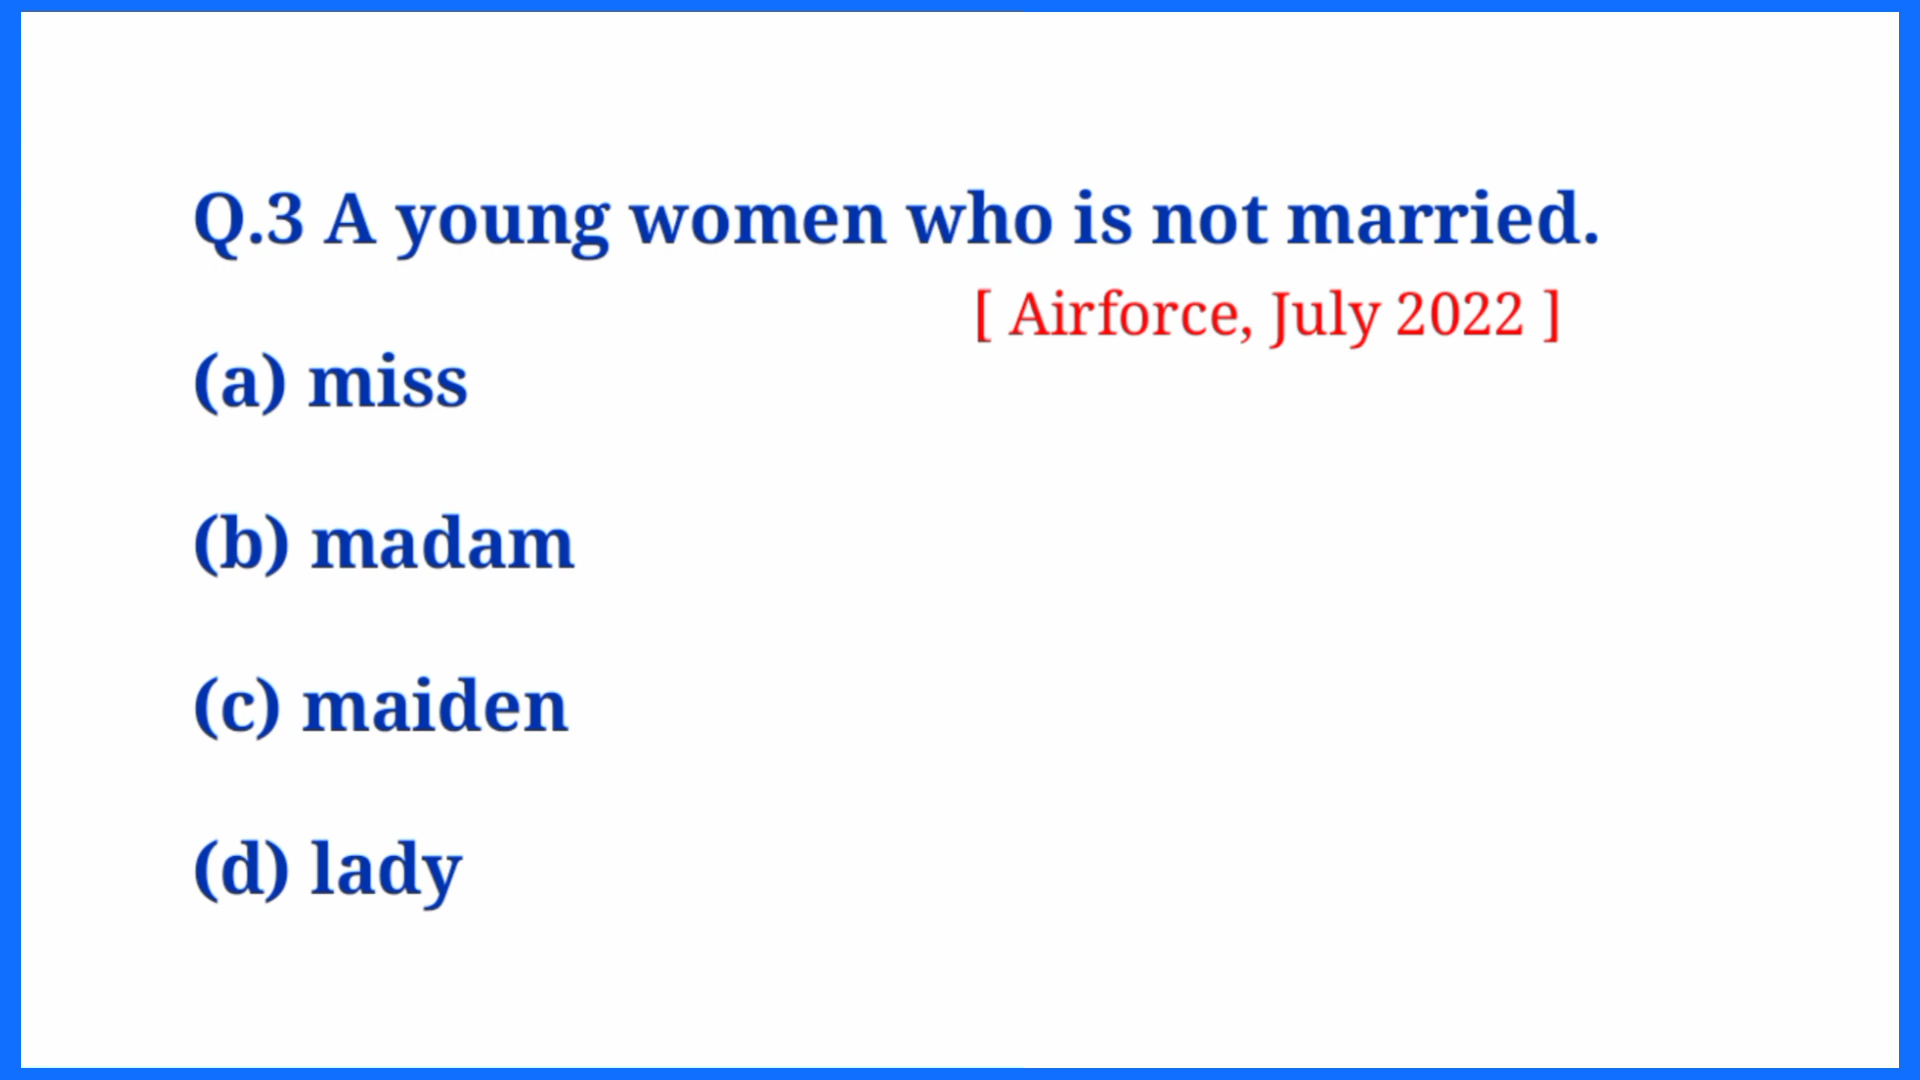 Q.3 A young women who is not married.
[ Airforce, July 2022 ]
(a) miss
(b) madam
(c) maiden
(d) lady